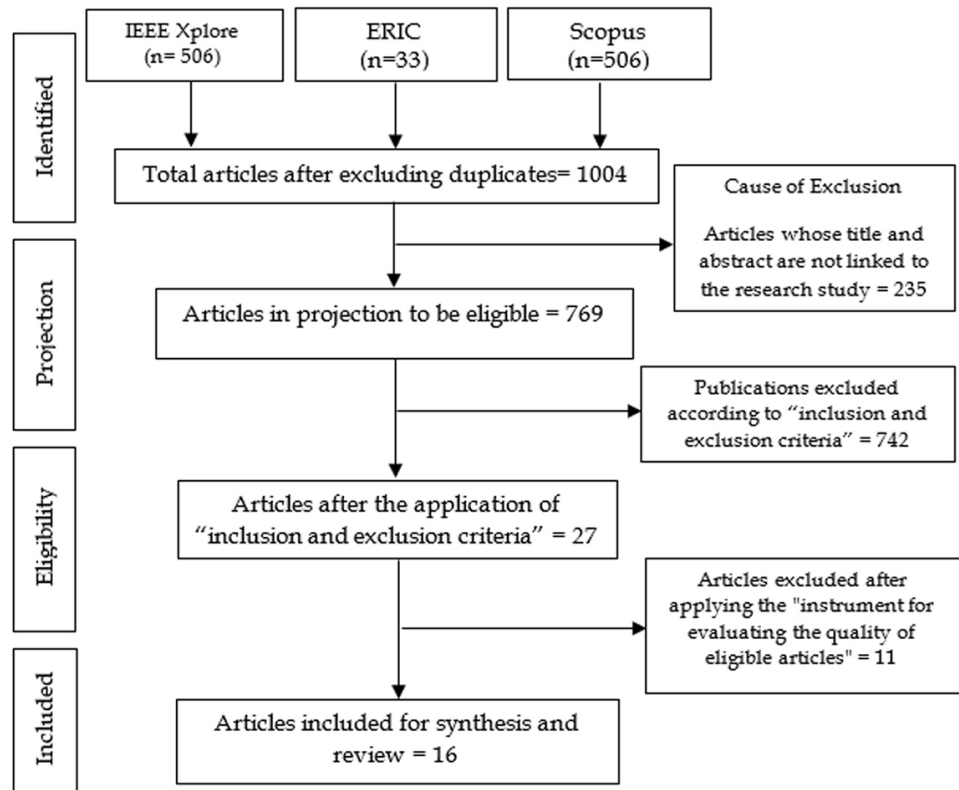 Identified
IEEE Xplore
(n= 506)
ERIC
(n=33)
Scopus
(n=506)
Total articles after excluding duplicates= 1004
Cause of Exclusion
Articles whose title and
abstract are not linked to
the research study = 235
Projection
Articles in projection to be eligible = 769
Publications excluded
according to “inclusion and
exclusion criteria” = 742
Eligibility
Articles after the application of
“inclusion and exclusion criteria” = 27
Articles excluded after
applying the "instrument for
evaluating the quality of
eligible articles" = 11
Included
Articles included for synthesis and
review = 16